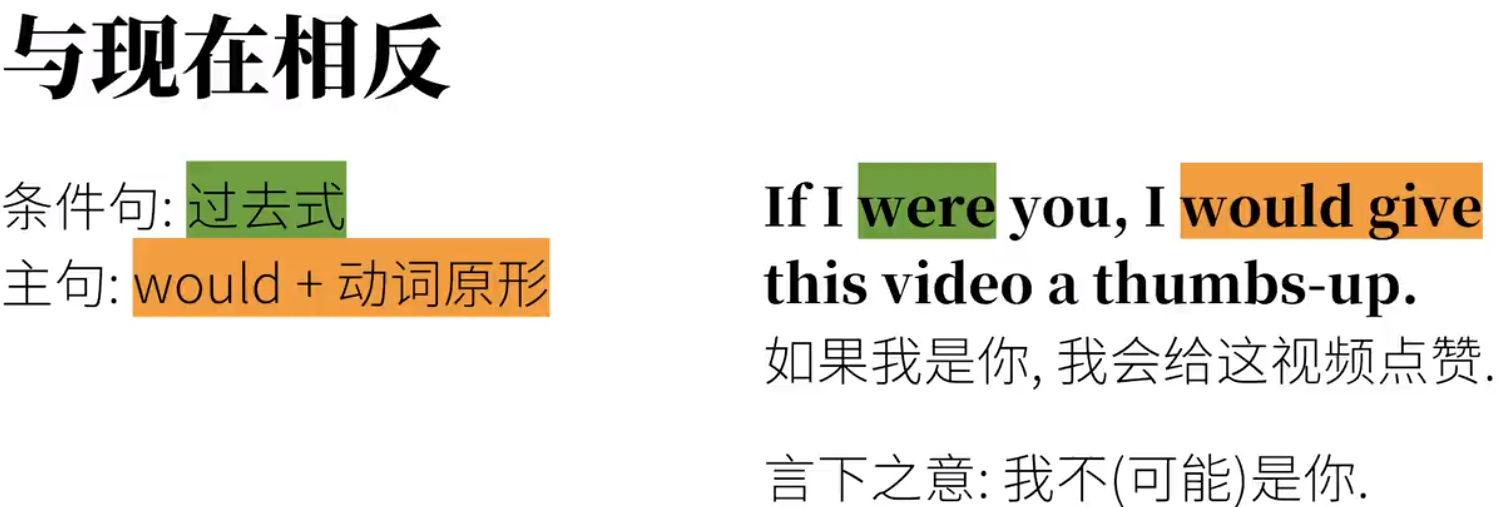 与现在相反
条件句: 过去式
主句: would + 动词原形
If I were you, I would give
this video a thumbs-up.
如果我是你, 我会给这视频点赞.
言下之意: 我不(可能)是你.